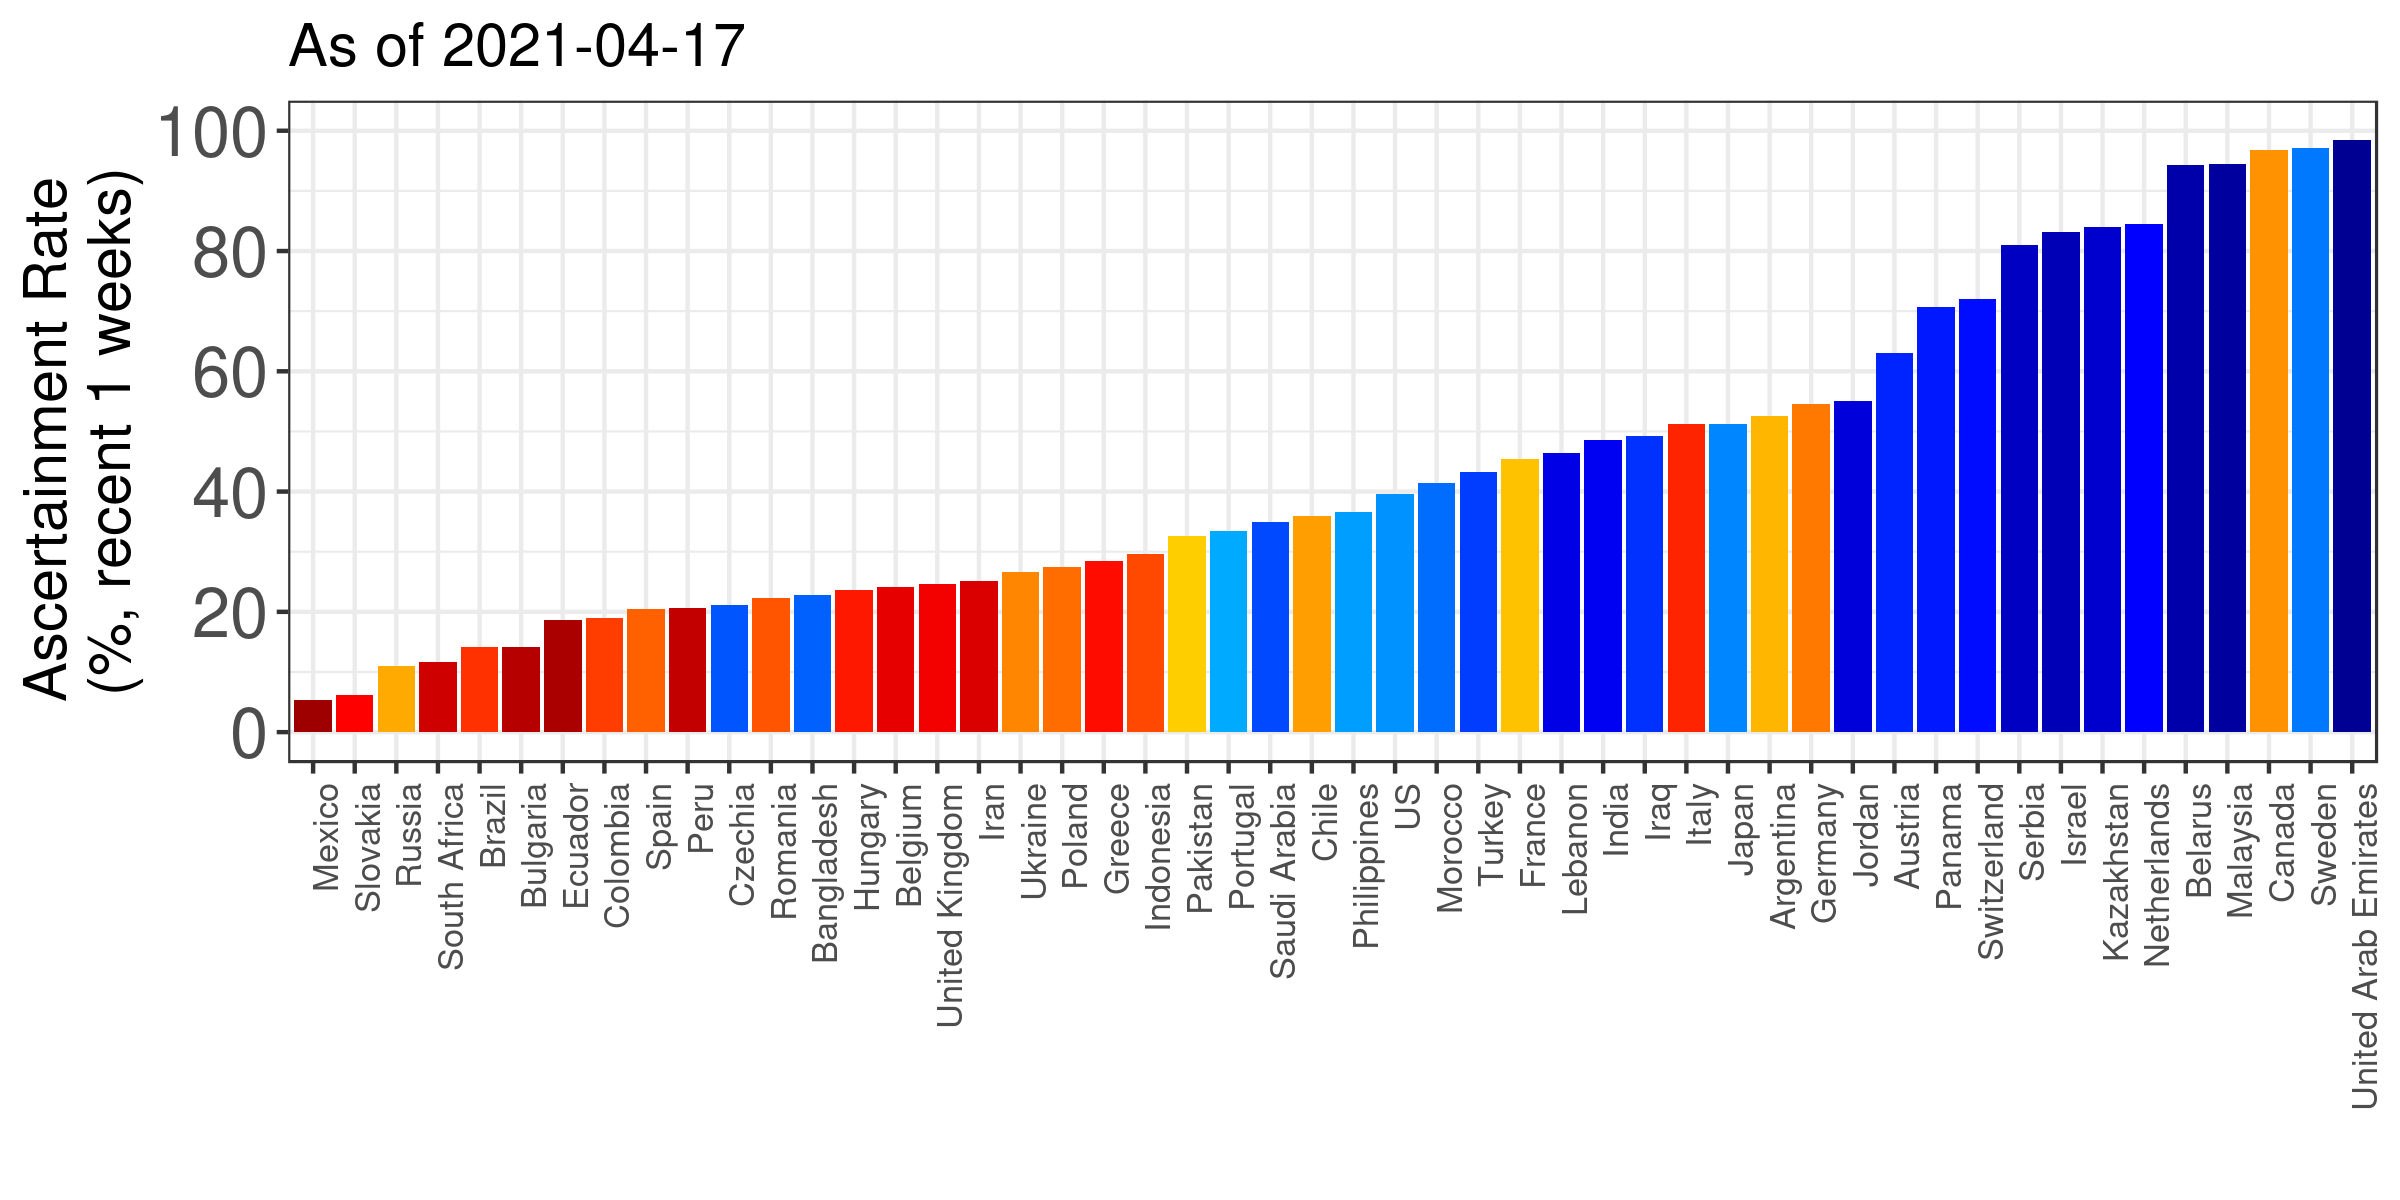 As of 2021-04-17
Ascertainment Rate
(%, recent 1 weeks)
100
80
60
40
20
0
Mexico
Slovakia
Russia
South Africa
Brazil
Bulgaria
Ecuador
Colombia
Spain
Peru
Czechia
Romania
Bangladesh
Hungary
Belgium
United Kingdom
Iran
Ukraine
Poland
Greece
Indonesia
Pakistan
Portugal
Saudi Arabia
Chile
Philippines
US
Morocco
Turkey
France
Lebanon
India
Iraq
Italy
Japan
Argentina
Germany
Jordan
Austria
Panama
Switzerland
Serbia
Israel
Kazakhstan
Netherlands
Belarus
Malaysia
Canada
Sweden
United Arab Emirates